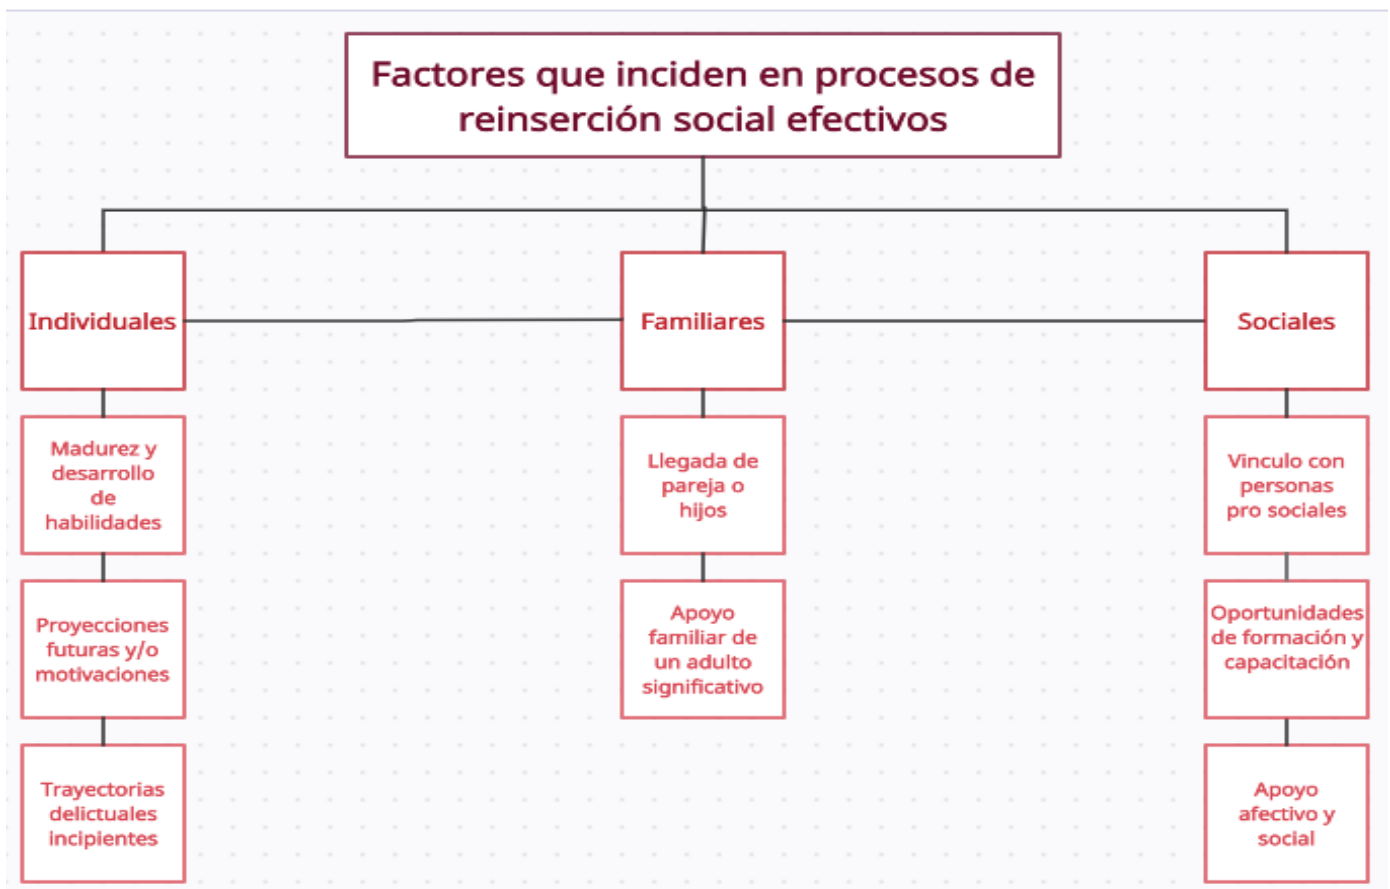 Factores que inciden en procesos de
reinserción social efectivos
Individuales
Familiares
Sociales
Madurez y
desarrollo
de
habilidades
Llegada de
pareja o
hijos
Vinculo con
personas
pro sociales
Proyecciones
futuras y/o
motivaciones
Apoyo
familiar de
un adulto
significativo
Oportunidades
de formación y
capacitación
Trayectorias
delictuales
incipientes
Apoyo
afectivo y
social